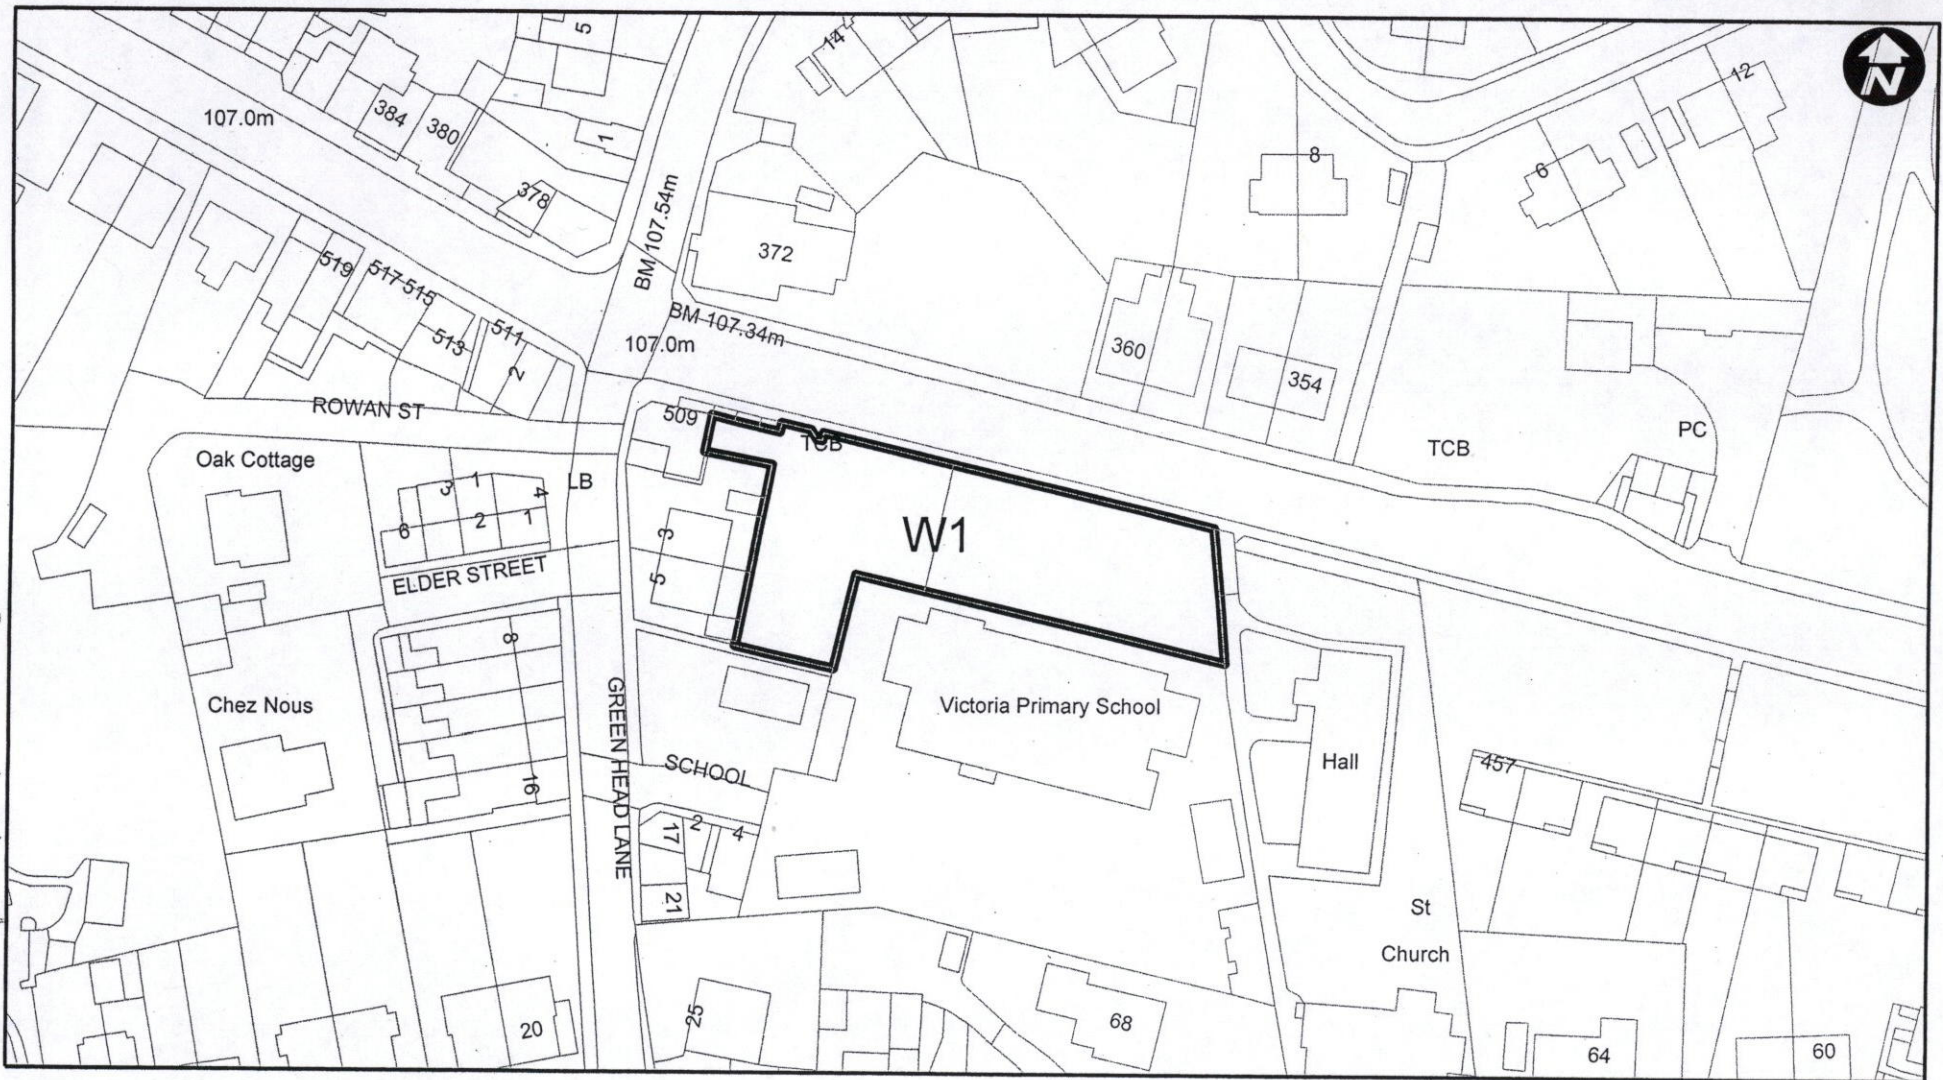 5
14
12
N
107.0m
384
380
1
378
BM 107.54m
8
6
372
519
517
515
513
511
2
BM 107.34m
107.0m
360
354
ROWAN ST
509
TCB
TCB
PC
Oak Cottage
LB
3
1
4
6
2
1
3
5
W1
ELDER STREET
8
Chez Nous
GREEN HEAD LANE
Victoria Primary School
SCHOOL
Hall
457
16
17
2
4
21
St
Church
20
25
68
64
60